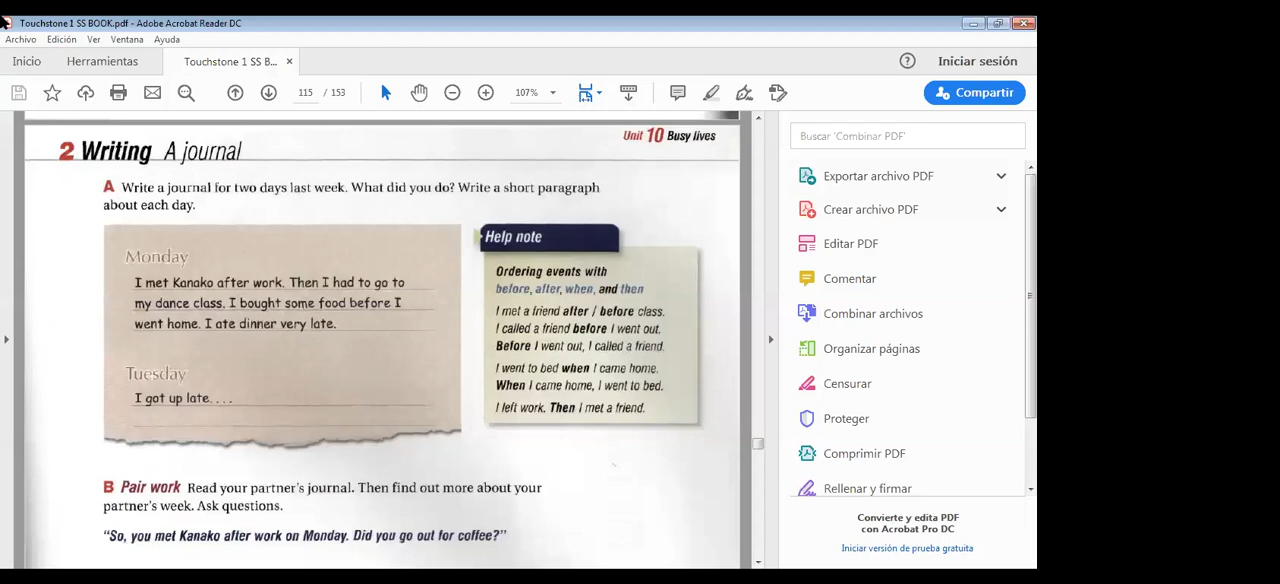 Touchstone 1 SS BOOK.pdf - Adobe Acrobat Reader DC
Archivo Edición Ver Ventana Ayuda
Inicio Herramientas Touchstone 1 SS B... × Iniciar sesión
115 / 153 107% Compartir
Unit 10 Busy lives
2 Writing A journal
A Write a journal for two days last week. What did you do? Write a short paragraph
about each day.
Monday
I met Kanako after work. Then I had to go to
my dance class. I bought some food before I
went home. I ate dinner very late.
Tuesday
I got up late. . . .
Help note
Ordering events with
before, after, when, and then
I met a friend after / before class.
I called a friend before I went out.
Before I went out, I called a friend.
I went to bed when I came home.
When I came home, I went to bed.
I left work. Then I met a friend.
B Pair work Read your partner's journal. Then find out more about your
partner's week. Ask questions.
"So, you met Kanako after work on Monday. Did you go out for coffee?"
Buscar 'Combinar PDF'
Exportar archivo PDF
Crear archivo PDF
Editar PDF
Comentar
Combinar archivos
Organizar páginas
Censurar
Proteger
Comprimir PDF
Rellenar y firmar
Convierte y edita PDF
con Acrobat Pro DC
Iniciar versión de prueba gratuita